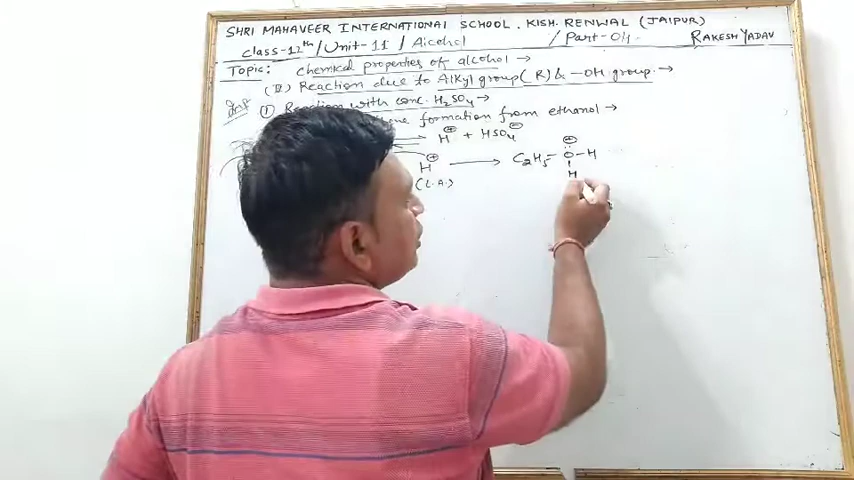 SHRI MAHAVEER INTERNATIONAL SCHOOL. KISH. RENWAL (JAIPUR)
class-12th / Unit-11 / Alcohol / Part-04. RAKESH YADAV
Topic: chemical properties of alcohol →
(IV) Reaction due to Alkyl group (R) & -OH group. →
① Reaction with conc. H2SO4 →
formation from ethanol →
H⊕ + HSO4⊖
H⊕ → C2H5 – O⊕ – H
(L.A.) H